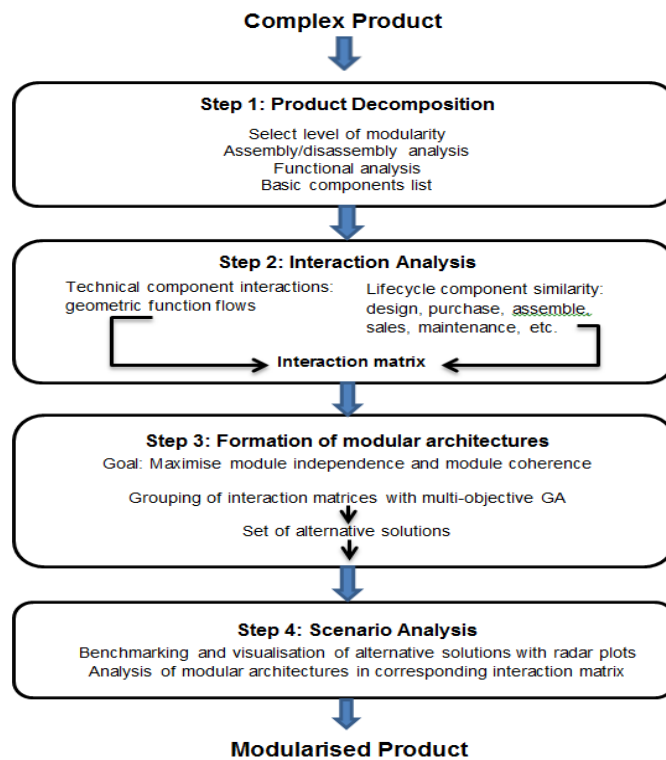 Complex Product
Step 1: Product Decomposition
Select level of modularity
Assembly/disassembly analysis
Functional analysis
Basic components list
Step 2: Interaction Analysis
Technical component interactions:
geometric function flows
Lifecycle component similarity:
design, purchase, assemble,
sales, maintenance, etc.
Interaction matrix
Step 3: Formation of modular architectures
Goal: Maximise module independence and module coherence
Grouping of interaction matrices with multi-objective GA
Set of alternative solutions
Step 4: Scenario Analysis
Benchmarking and visualisation of alternative solutions with radar plots
Analysis of modular architectures in corresponding interaction matrix
Modularised Product